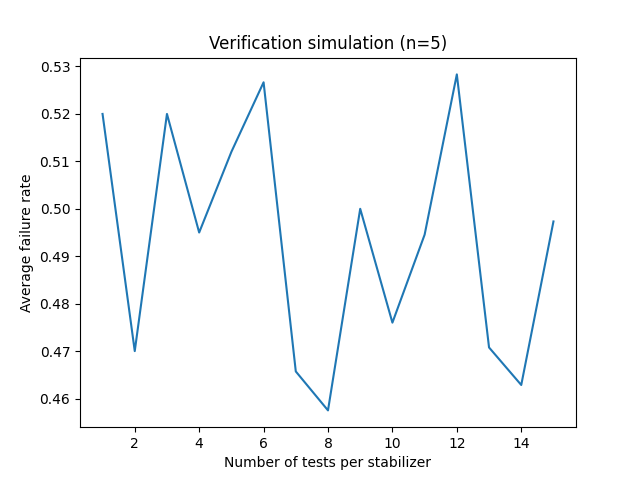 Verification simulation (n=5)
0.53
0.52
0.51
0.50
0.49
0.48
0.47
0.46
Average failure rate
2 4 6 8 10 12 14
Number of tests per stabilizer